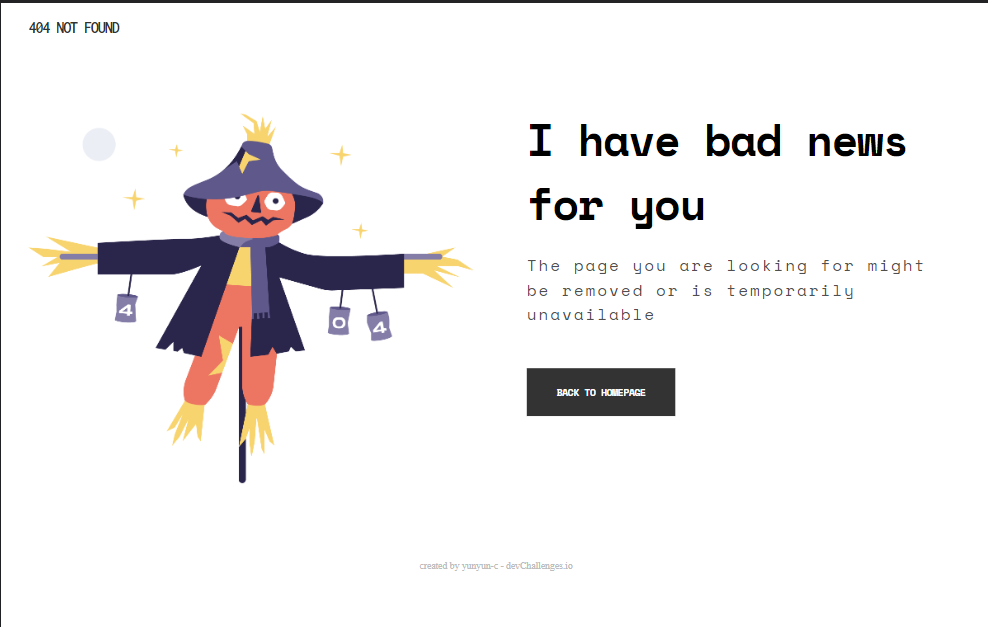 404 NOT FOUND
I have bad news
for you
The page you are looking for might
be removed or is temporarily
unavailable
4
0
4
BACK TO HOMEPAGE
created by yunyun-c - devChallenges.io